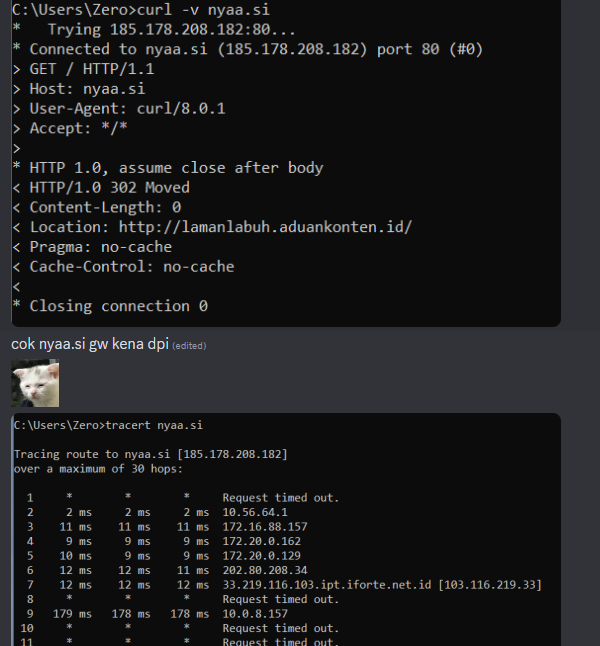 C:\Users\Zero>curl -v nyaa.si
*   Trying 185.178.208.182:80...
* Connected to nyaa.si (185.178.208.182) port 80 (#0)
> GET / HTTP/1.1
> Host: nyaa.si
> User-Agent: curl/8.0.1
> Accept: */*
>
* HTTP 1.0, assume close after body
< HTTP/1.0 302 Moved
< Content-Length: 0
< Location: http://lamanlabuh.aduankonten.id/
< Pragma: no-cache
< Cache-Control: no-cache
<
* Closing connection 0
cok nyaa.si gw kena dpi (edited)
C:\Users\Zero>tracert nyaa.si
Tracing route to nyaa.si [185.178.208.182]
over a maximum of 30 hops:
1     *        *        *     Request timed out.
2     2 ms     2 ms     2 ms  10.56.64.1
3    11 ms    11 ms    11 ms  172.16.88.157
4     9 ms     9 ms     9 ms  172.20.0.162
5    10 ms     9 ms     9 ms  172.20.0.129
6    12 ms    12 ms    11 ms  202.80.208.34
7    12 ms    12 ms    12 ms  33.219.116.103.ipt.iforte.net.id [103.116.219.33]
8     *        *        *     Request timed out.
9   179 ms   178 ms   178 ms  10.0.8.157
10     *        *        *     Request timed out.
11     *        *        *     Request timed out.